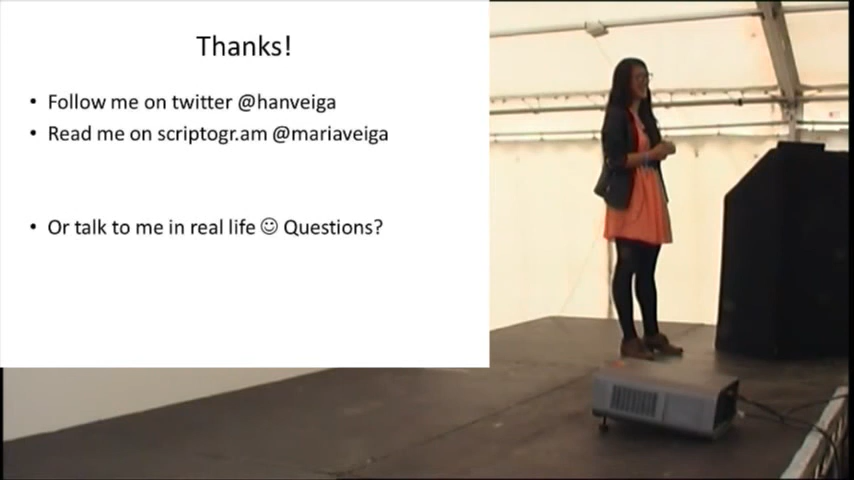 Thanks!
• Follow me on twitter @hanveiga
• Read me on scriptogr.am @mariaveiga
• Or talk to me in real life ☺ Questions?